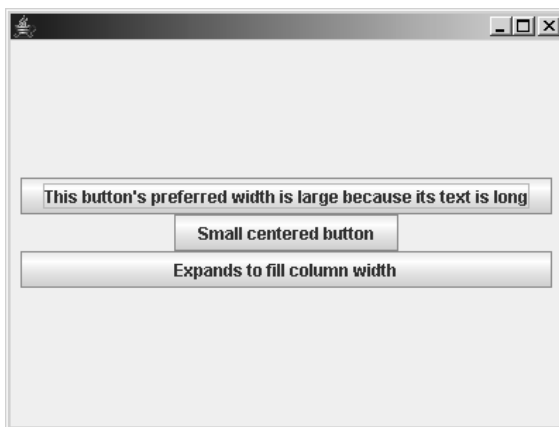 This button's preferred width is large because its text is long
Small centered button
Expands to fill column width